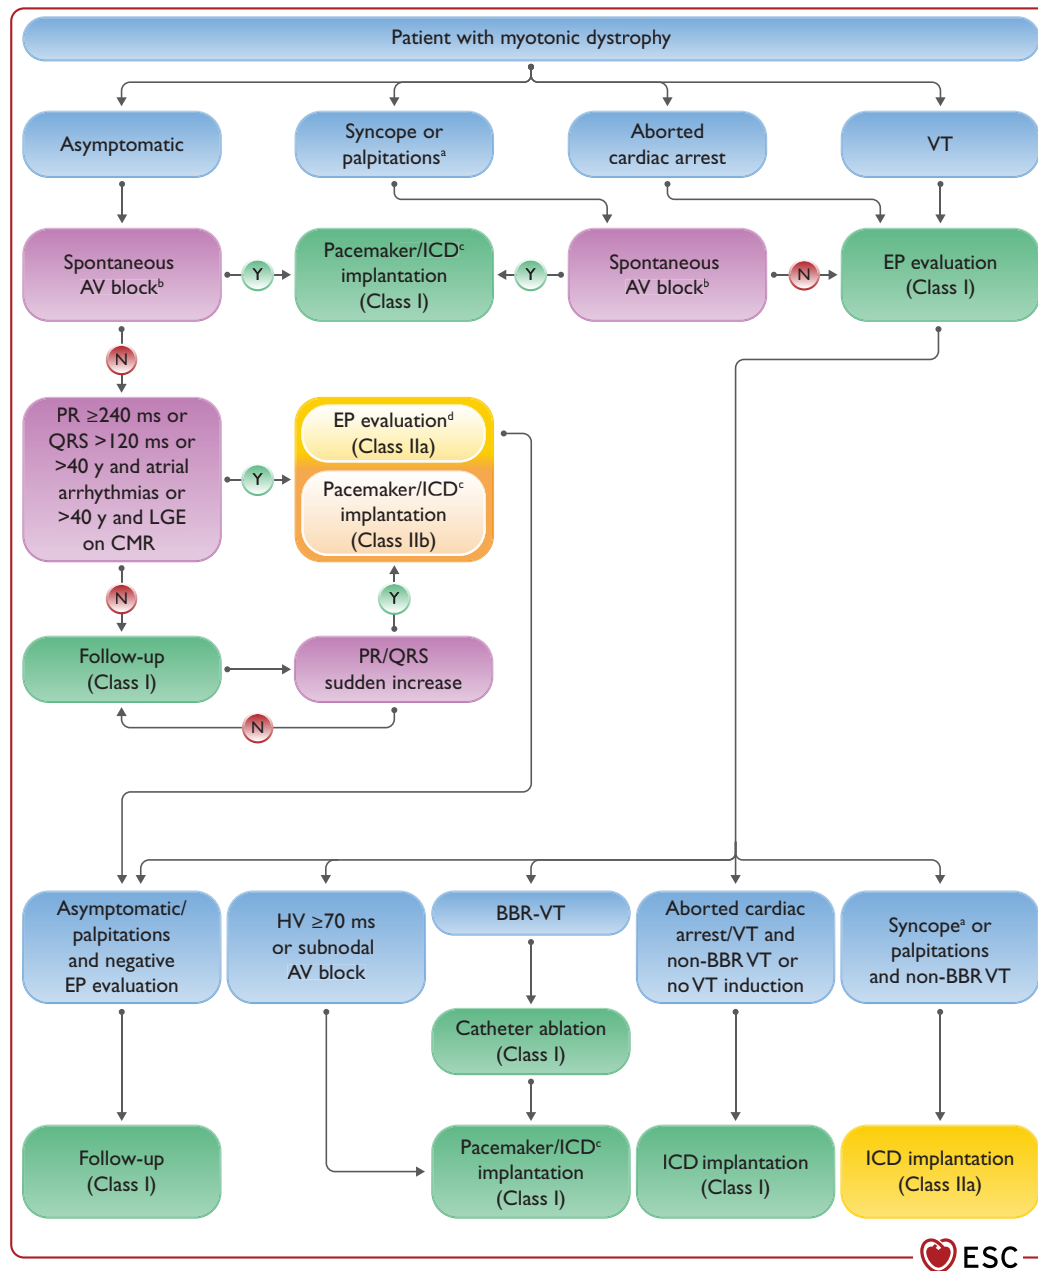 Patient with myotonic dystrophy
Asymptomatic
Syncope or
palpitationsᵃ
Aborted
cardiac arrest
VT
Spontaneous
AV blockᵇ
Y
Pacemaker/ICDᶜ
implantation
(Class I)
Y
Spontaneous
AV blockᵇ
N
EP evaluation
(Class I)
N
PR ≥240 ms or
QRS >120 ms or
>40 y and atrial
arrhythmias or
>40 y and LGE
on CMR
Y
EP evaluationᵈ
(Class IIa)
Pacemaker/ICDᶜ
implantation
(Class IIb)
N
Y
Follow-up
(Class I)
PR/QRS
sudden increase
N
Asymptomatic/
palpitations
and negative
EP evaluation
HV ≥70 ms
or subnodal
AV block
BBR-VT
Aborted cardiac
arrest/VT and
non-BBR VT or
no VT induction
Syncopeᵃ or
palpitations
and non-BBR VT
Catheter ablation
(Class I)
Follow-up
(Class I)
Pacemaker/ICDᶜ
implantation
(Class I)
ICD implantation
(Class I)
ICD implantation
(Class IIa)
ESC